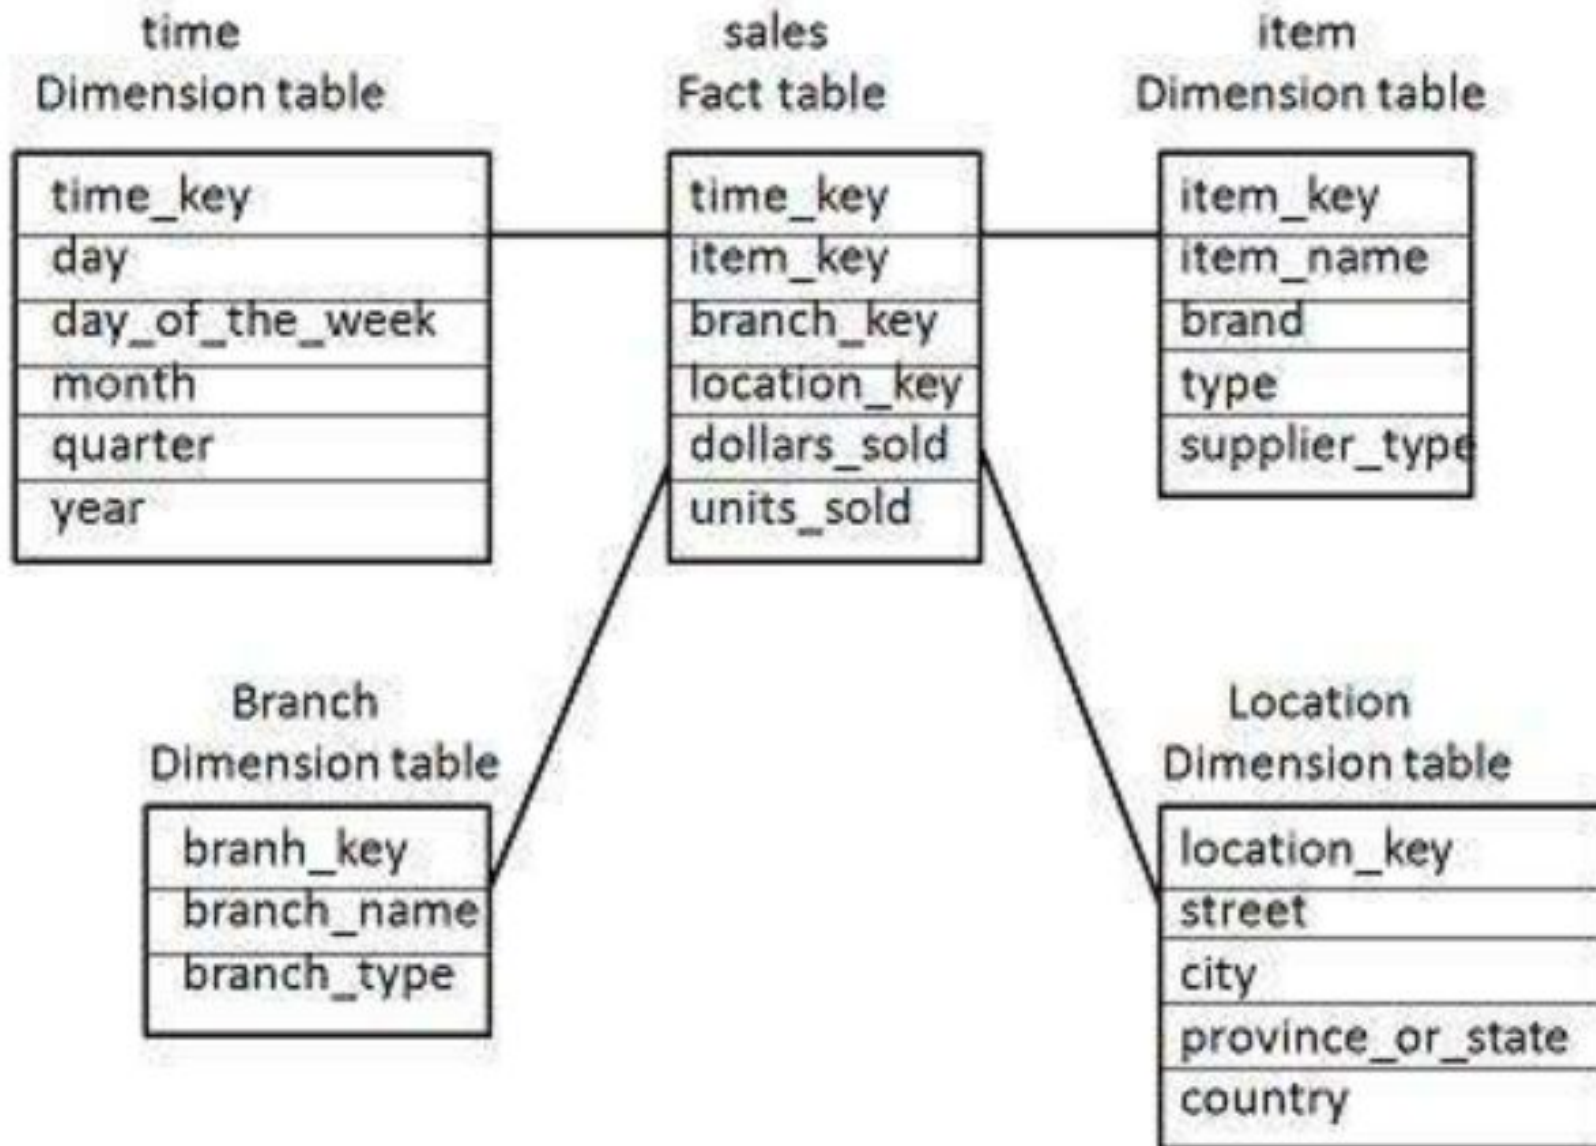 time
Dimension table
time_key
day
day_of_the_week
month
quarter
year
sales
Fact table
time_key
item_key
branch_key
location_key
dollars_sold
units_sold
item
Dimension table
item_key
item_name
brand
type
supplier_type
Branch
Dimension table
branh_key
branch_name
branch_type
Location
Dimension table
location_key
street
city
province_or_state
country